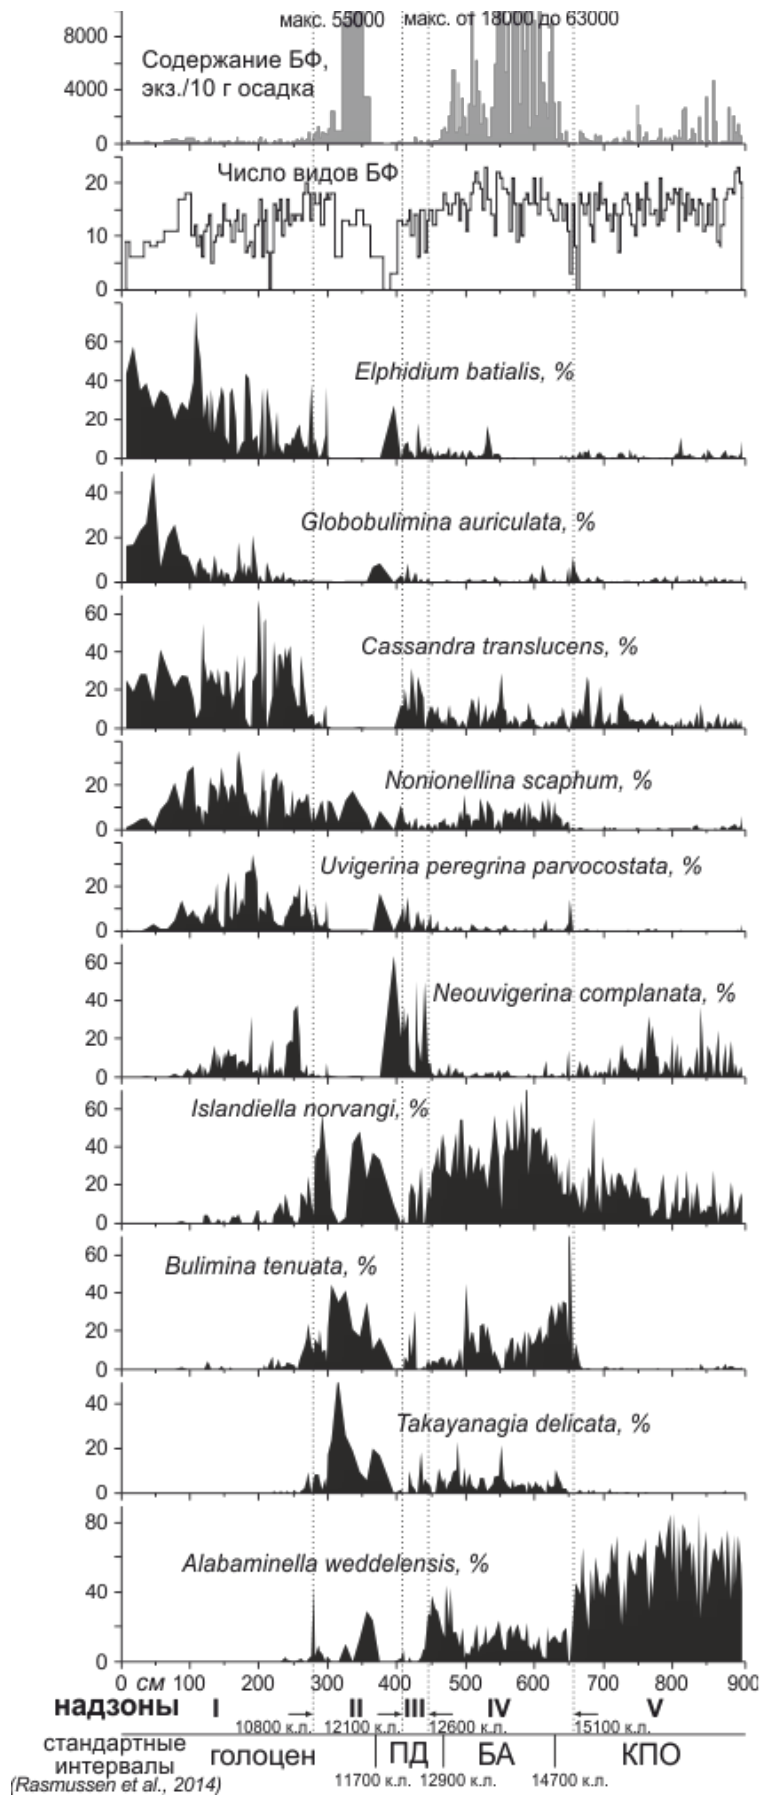 макс. 55000
макс. от 18000 до 63000
8000
4000
0
Содержание БФ,
экз./10 г осадка
20
10
0
Число видов БФ
60
40
20
0
Elphidium batialis, %
40
20
0
Globobulimina auriculata, %
60
40
20
0
Cassandra translucens, %
20
0
Nonionellina scaphum, %
20
0
Uvigerina peregrina parvocostata, %
60
40
20
0
Neouvigerina complanata, %
60
40
20
0
Islandiella norvangi, %
60
40
20
0
Bulimina tenuata, %
40
20
0
Takayanagia delicata, %
80
40
0
Alabaminella weddelensis, %
0 см 100 200 300 400 500 600 700 800 900
надзоны I II III IV V
10800 к.л. 12100 к.л. 12600 к.л. 15100 к.л.
стандартные
интервалы
голоцен ПД БА КПО
11700 к.л. 12900 к.л. 14700 к.л.
(Rasmussen et al., 2014)